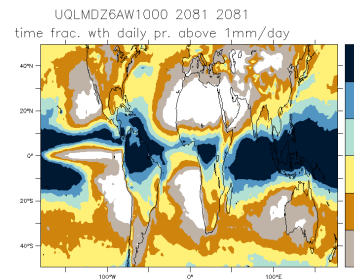 UQLMDZ6AW1000 2081 2081
time frac. wth daily pr. above 1mm/day
40°N
20°N
0°
20°S
40°S
100°W 0° 100°E